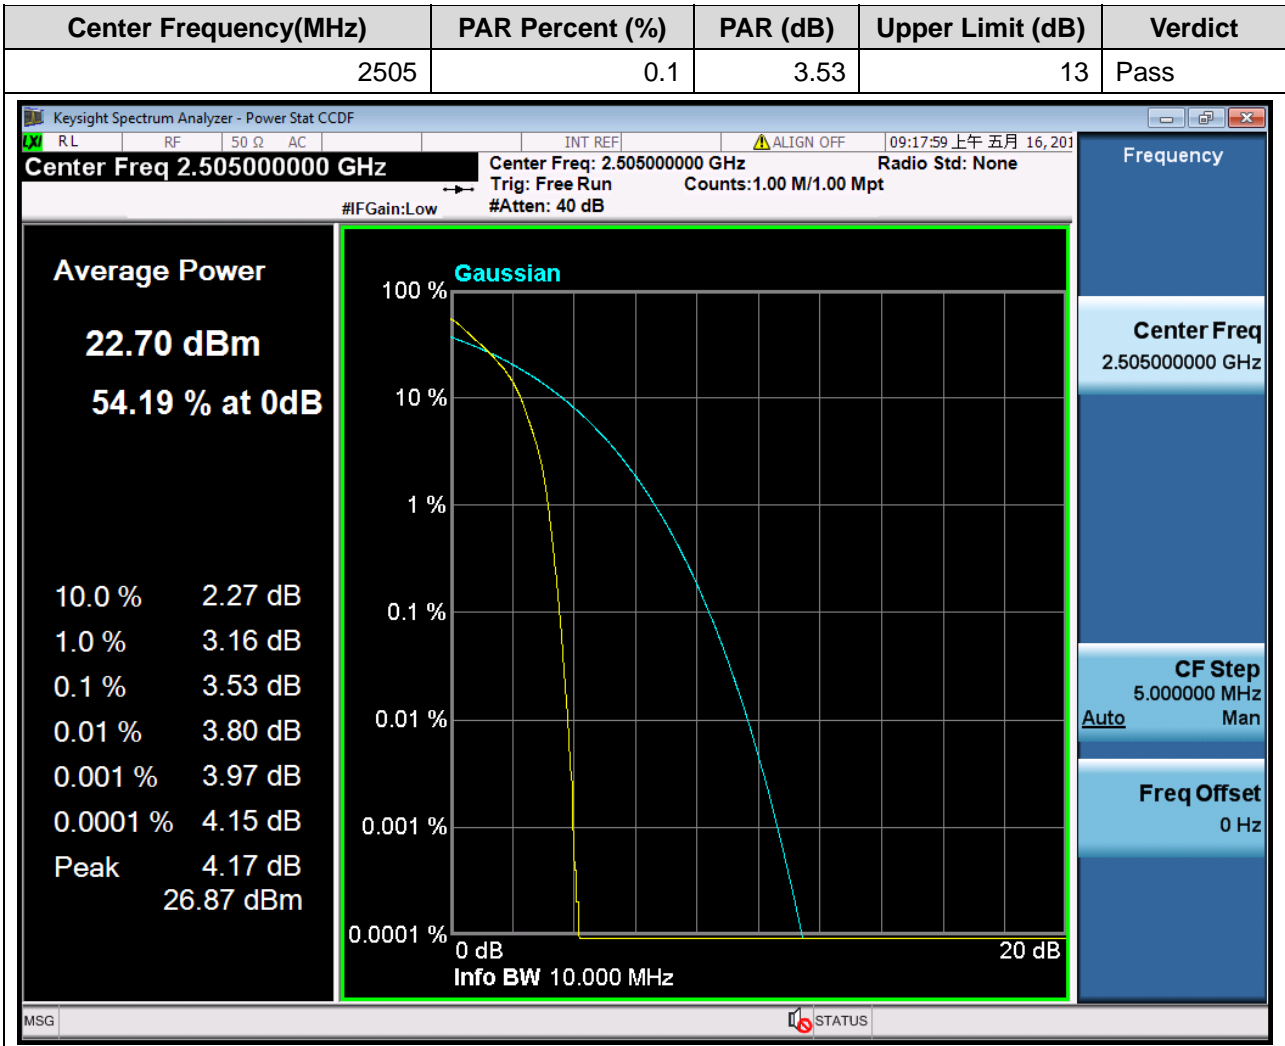 Center Frequency(MHz) PAR Percent (%) PAR (dB) Upper Limit (dB) Verdict
2505 0.1 3.53 13 Pass
Keysight Spectrum Analyzer - Power Stat CCDF
LXI RL RF 50 Ω AC INT REF ALIGN OFF 09:17:59 上午 五月 16, 201
Center Freq 2.505000000 GHz
Center Freq: 2.505000000 GHz Radio Std: None
Trig: Free Run Counts:1.00 M/1.00 Mpt
#IFGain:Low #Atten: 40 dB
Average Power
22.70 dBm
54.19 % at 0dB
10.0 % 2.27 dB
1.0 % 3.16 dB
0.1 % 3.53 dB
0.01 % 3.80 dB
0.001 % 3.97 dB
0.0001 % 4.15 dB
Peak 4.17 dB
26.87 dBm
Gaussian
100 %
10 %
1 %
0.1 %
0.01 %
0.001 %
0.0001 %
0 dB 20 dB
Info BW 10.000 MHz
Frequency
Center Freq
2.505000000 GHz
CF Step
5.000000 MHz
Auto Man
Freq Offset
0 Hz
MSG STATUS